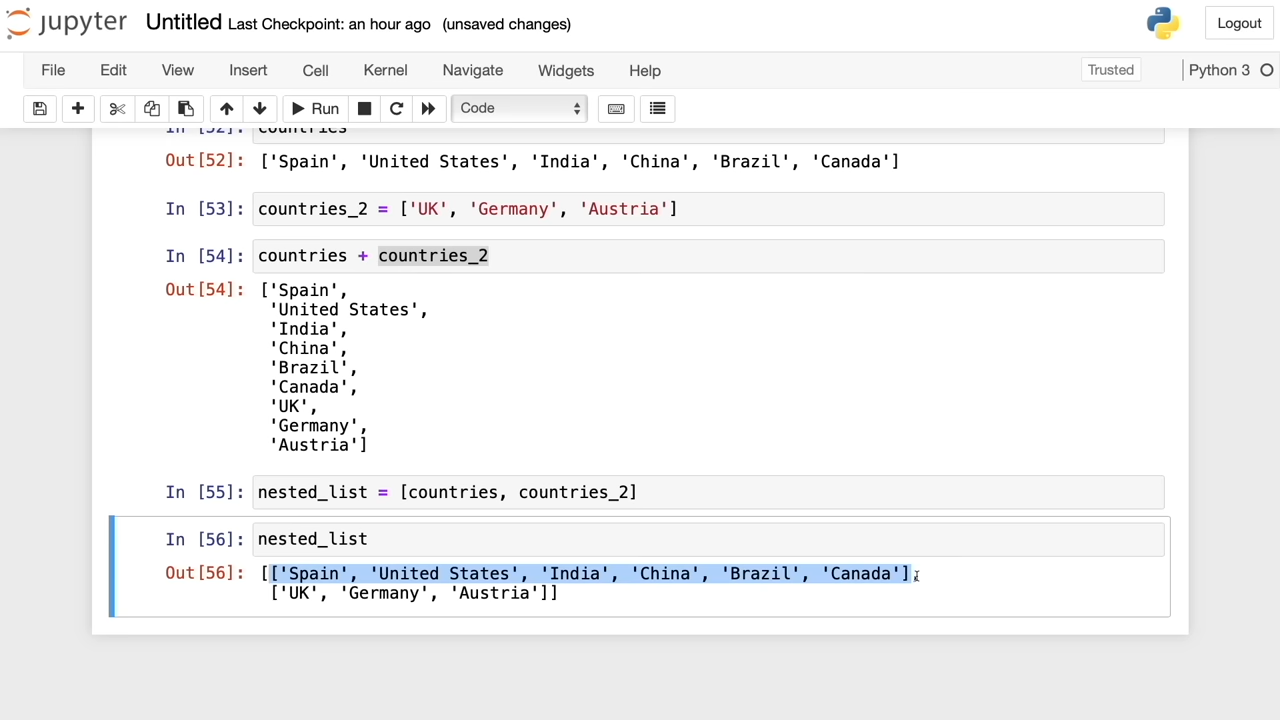 jupyter Untitled Last Checkpoint: an hour ago (unsaved changes) Logout
File Edit View Insert Cell Kernel Navigate Widgets Help Trusted Python 3
Run Code
In [52]: countries
Out[52]: ['Spain', 'United States', 'India', 'China', 'Brazil', 'Canada']
In [53]: countries_2 = ['UK', 'Germany', 'Austria']
In [54]: countries + countries_2
Out[54]: ['Spain',
'United States',
'India',
'China',
'Brazil',
'Canada',
'UK',
'Germany',
'Austria']
In [55]: nested_list = [countries, countries_2]
In [56]: nested_list
Out[56]: [['Spain', 'United States', 'India', 'China', 'Brazil', 'Canada'],
['UK', 'Germany', 'Austria']]